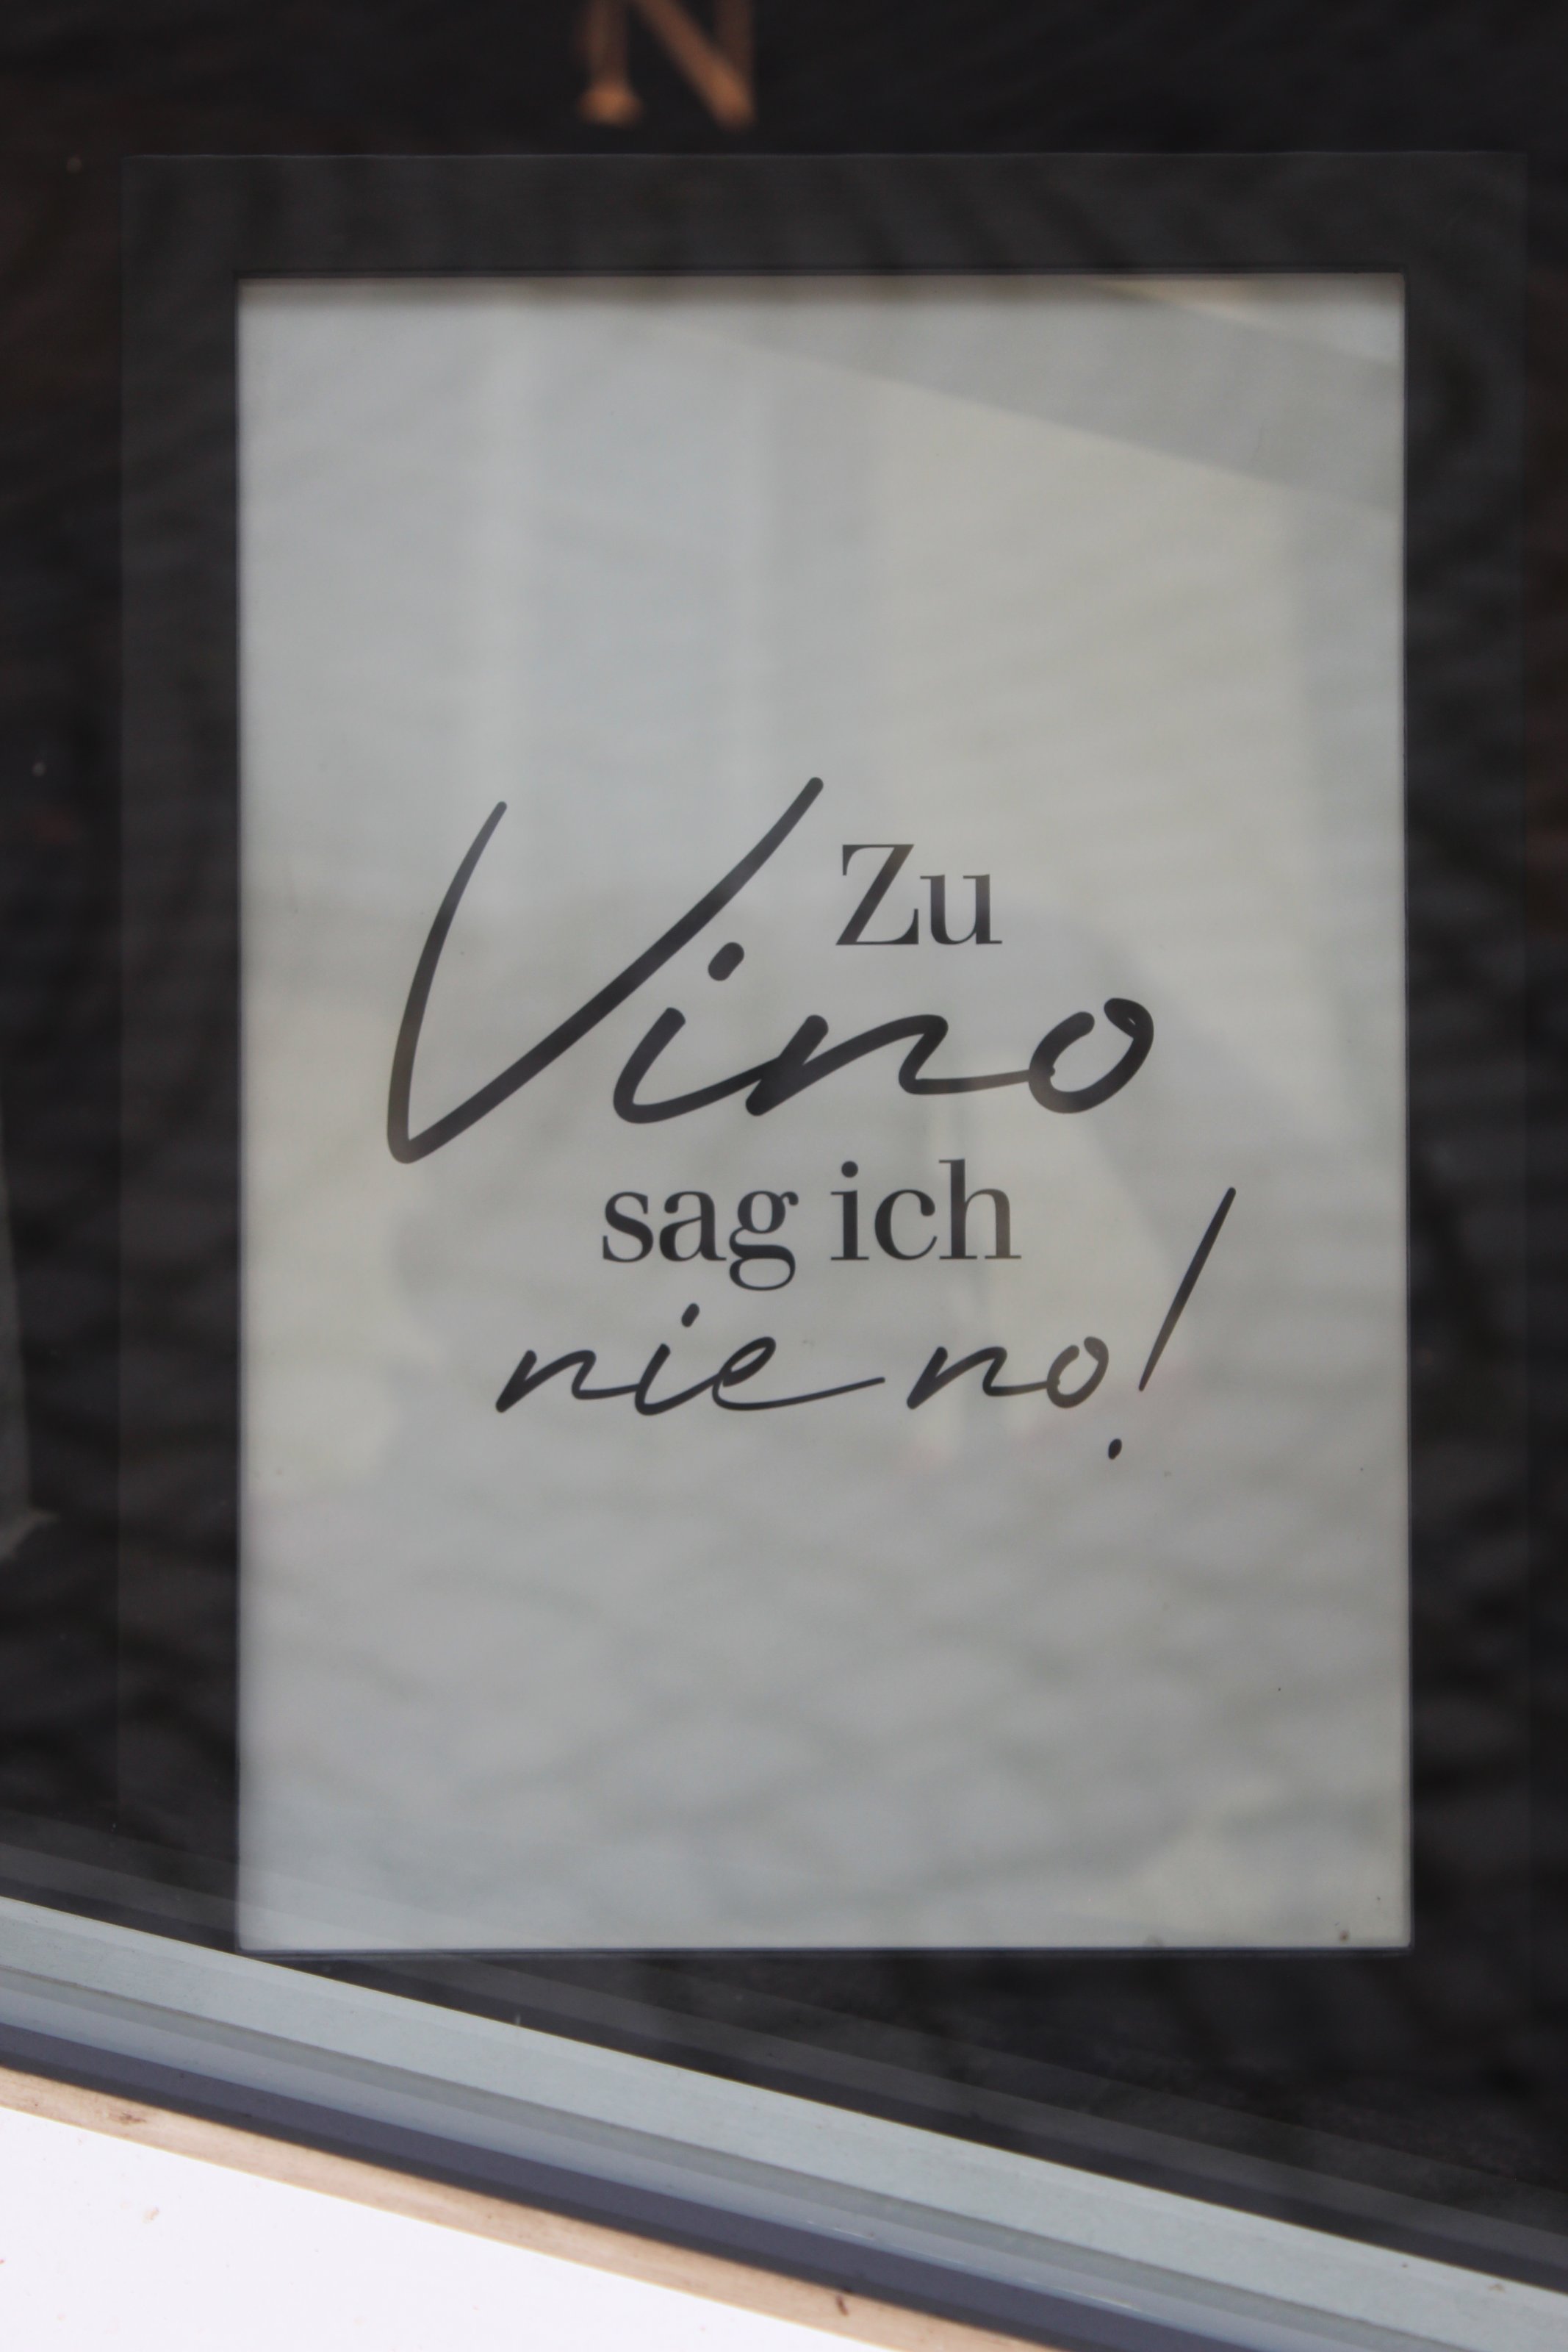 N
Zu
Vino
sag ich
nie no!